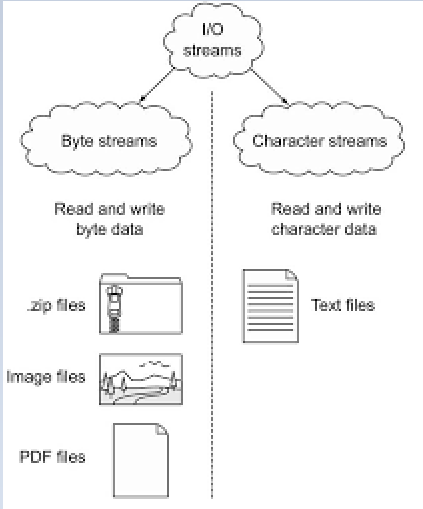 I/O
streams
Byte streams
Character streams
Read and write
byte data
Read and write
character data
.zip files
Text files
Image files
PDF files